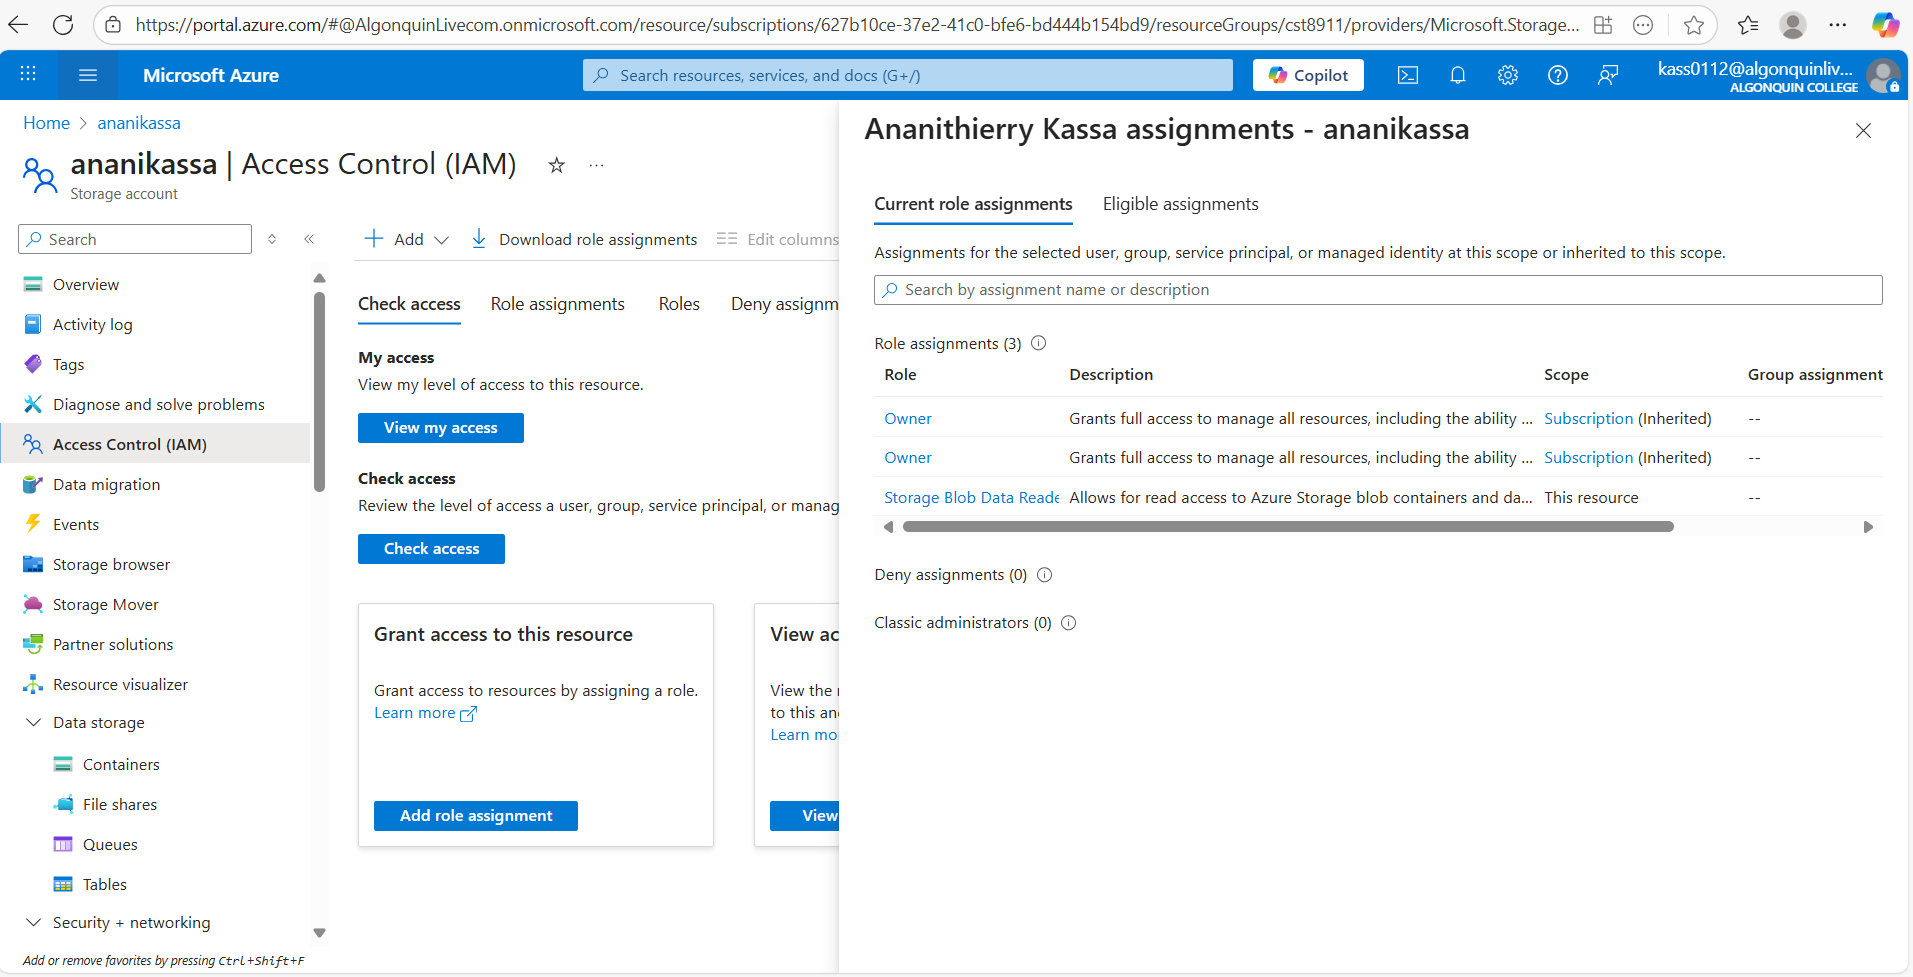 https://portal.azure.com/#@AlgonquinLivecom.onmicrosoft.com/resource/subscriptions/627b10ce-37e2-41c0-bfe6-bd444b154bd9/resourceGroups/cst8911/providers/Microsoft.Storage...
Microsoft Azure
Search resources, services, and docs (G+/)
Copilot
kass0112@algonquinliv...
ALGONQUIN COLLEGE
Home > ananikassa
ananikassa | Access Control (IAM)
Storage account
Search
Overview
Activity log
Tags
Diagnose and solve problems
Access Control (IAM)
Data migration
Events
Storage browser
Storage Mover
Partner solutions
Resource visualizer
Data storage
Containers
File shares
Queues
Tables
Security + networking
Add or remove favorites by pressing Ctrl+Shift+F
Add
Download role assignments
Edit columns
Check access
Role assignments
Roles
Deny assignm
My access
View my level of access to this resource.
View my access
Check access
Review the level of access a user, group, service principal, or manag
Check access
Grant access to this resource
Grant access to resources by assigning a role.
Learn more
Add role assignment
View ac
View the
to this an
Learn mo
View
Ananithierry Kassa assignments - ananikassa
Current role assignments
Eligible assignments
Assignments for the selected user, group, service principal, or managed identity at this scope or inherited to this scope.
Search by assignment name or description
Role assignments (3)
Role Description Scope Group assignment
Owner Grants full access to manage all resources, including the ability ... Subscription (Inherited) --
Owner Grants full access to manage all resources, including the ability ... Subscription (Inherited) --
Storage Blob Data Reade Allows for read access to Azure Storage blob containers and da... This resource --
Deny assignments (0)
Classic administrators (0)